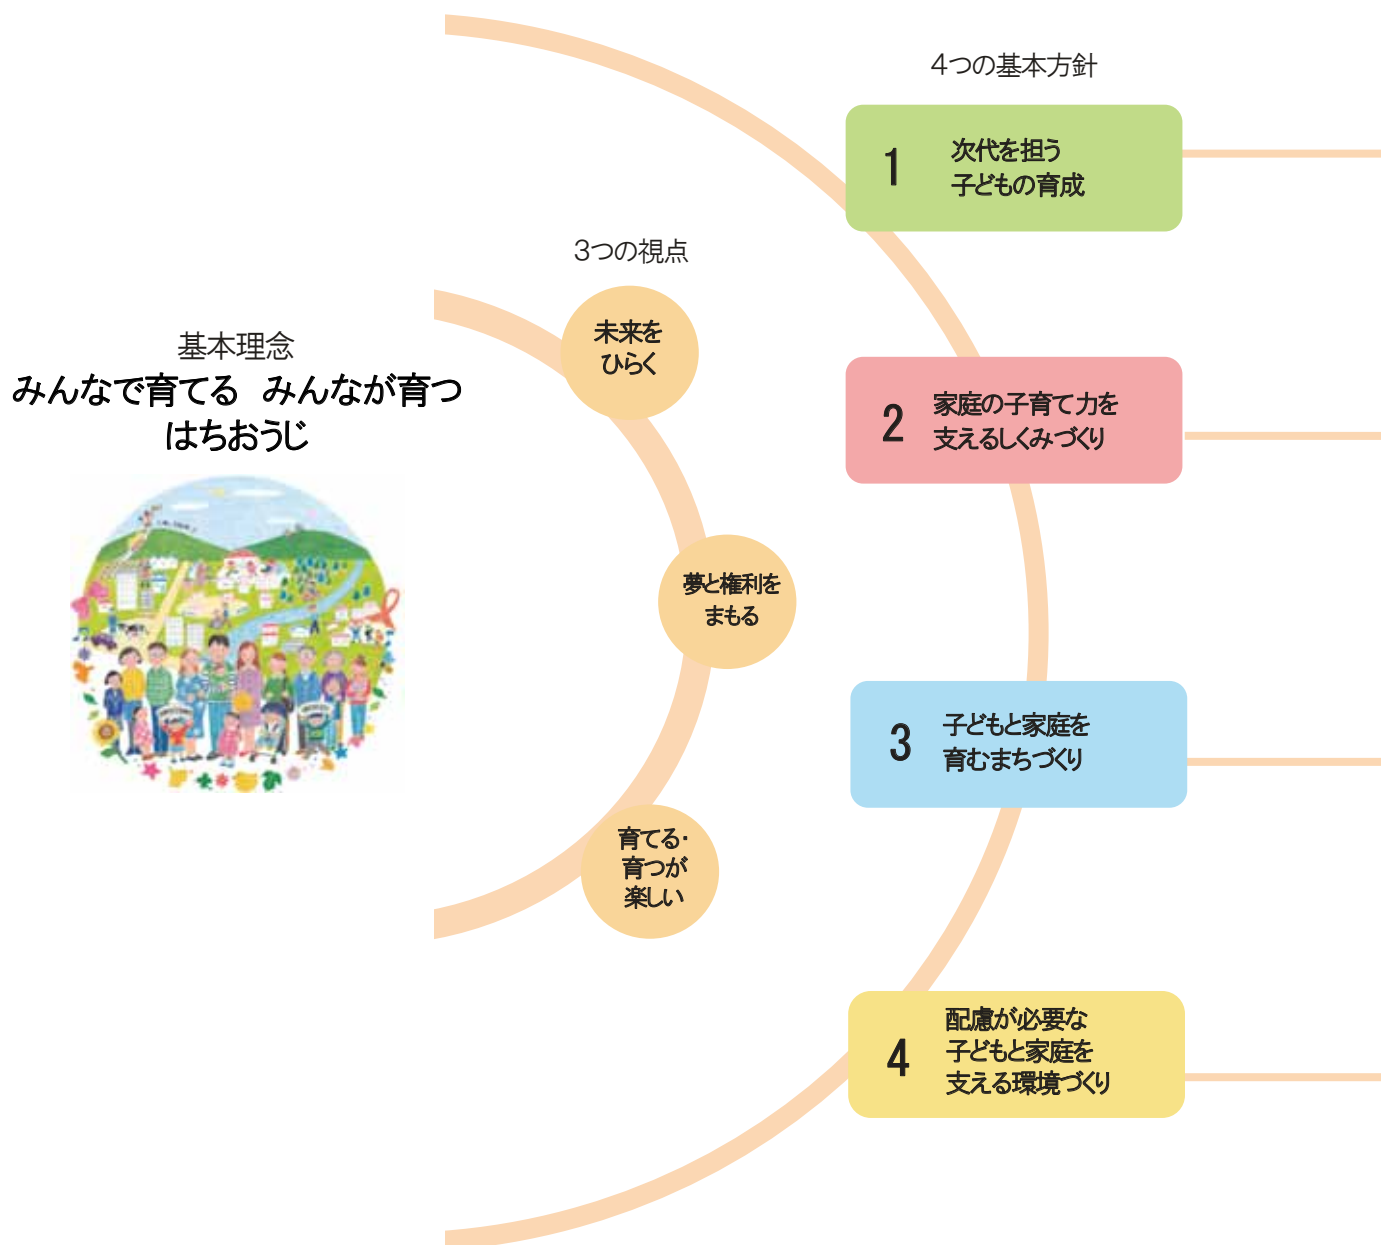 基本理念
みんなで育てる　みんなが育つ
はちおうじ
3つの視点
未来を
ひらく
夢と権利を
まもる
育てる・
育つが
楽しい
4つの基本方針
1
次代を担う
子どもの育成
2
家庭の子育て力を
支えるしくみづくり
3
子どもと家庭を
育むまちづくり
4
配慮が必要な
子どもと家庭を
支える環境づくり